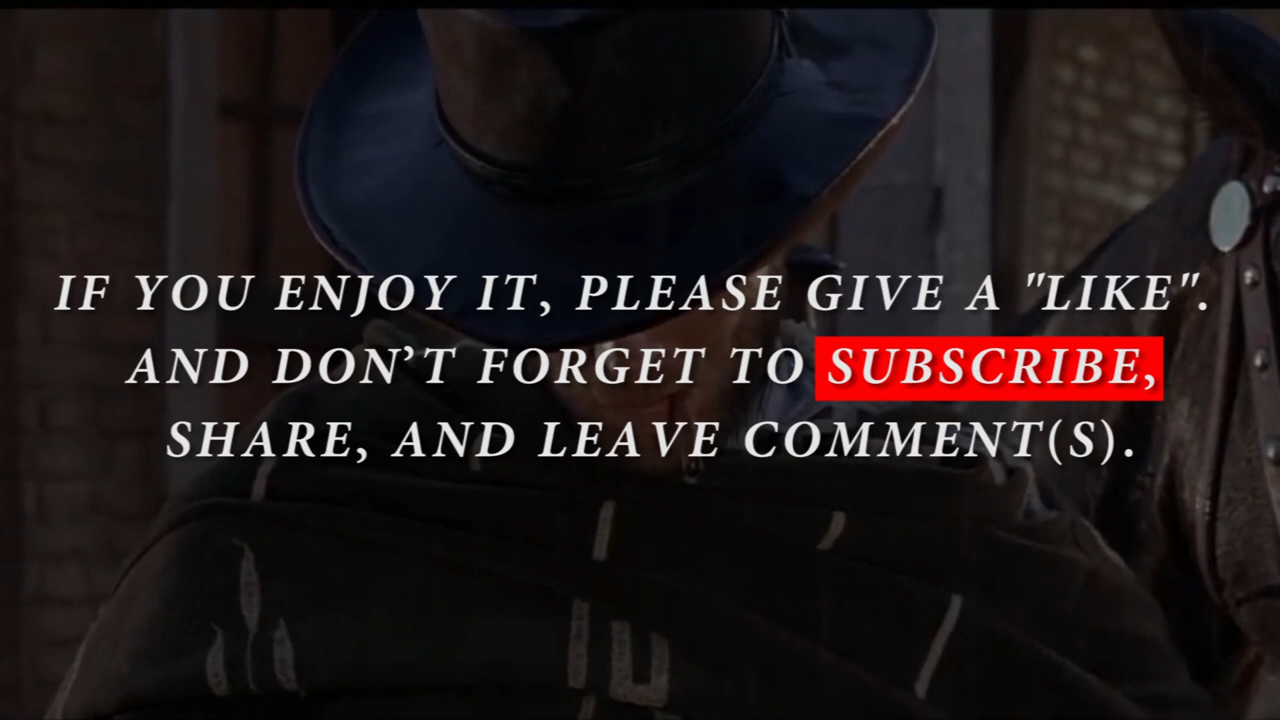 IF YOU ENJOY IT, PLEASE GIVE A "LIKE".
AND DON’T FORGET TO SUBSCRIBE,
SHARE, AND LEAVE COMMENT(S).